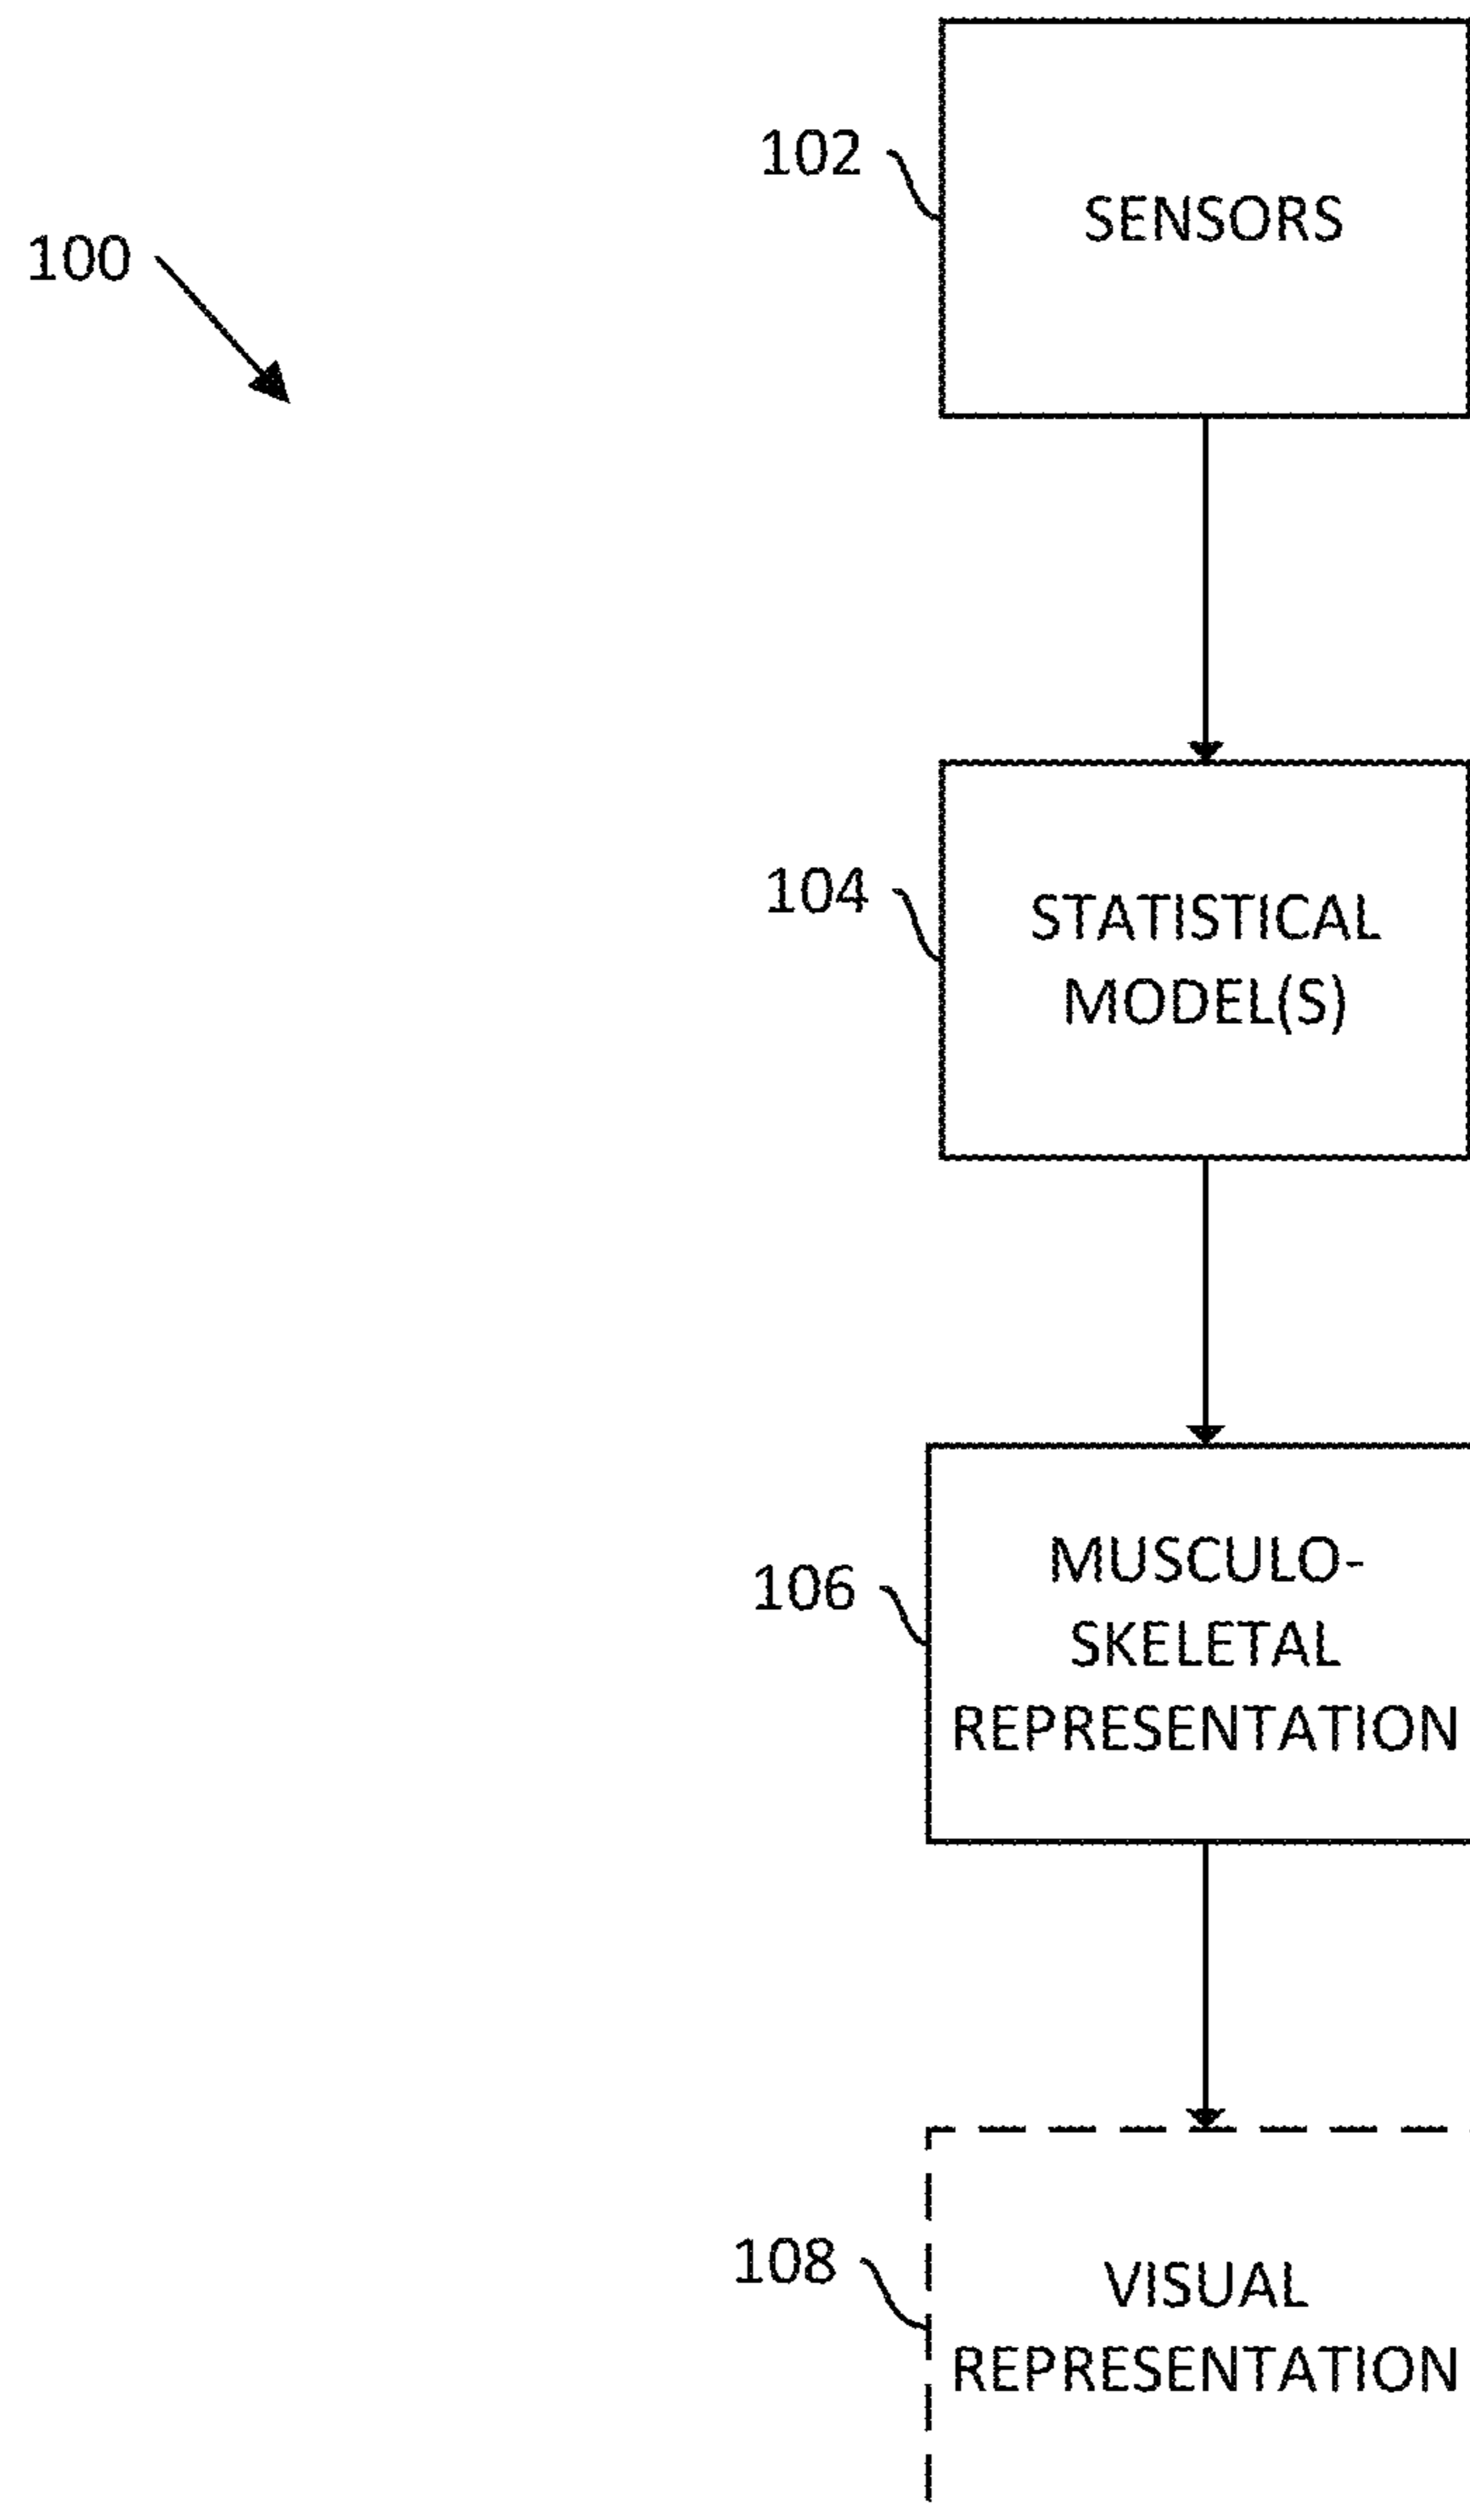 102
SENSORS
100
104
STATISTICAL
MODEL(S)
106
MUSCULO-
SKELETAL
REPRESENTATION
108
VISUAL
REPRESENTATION